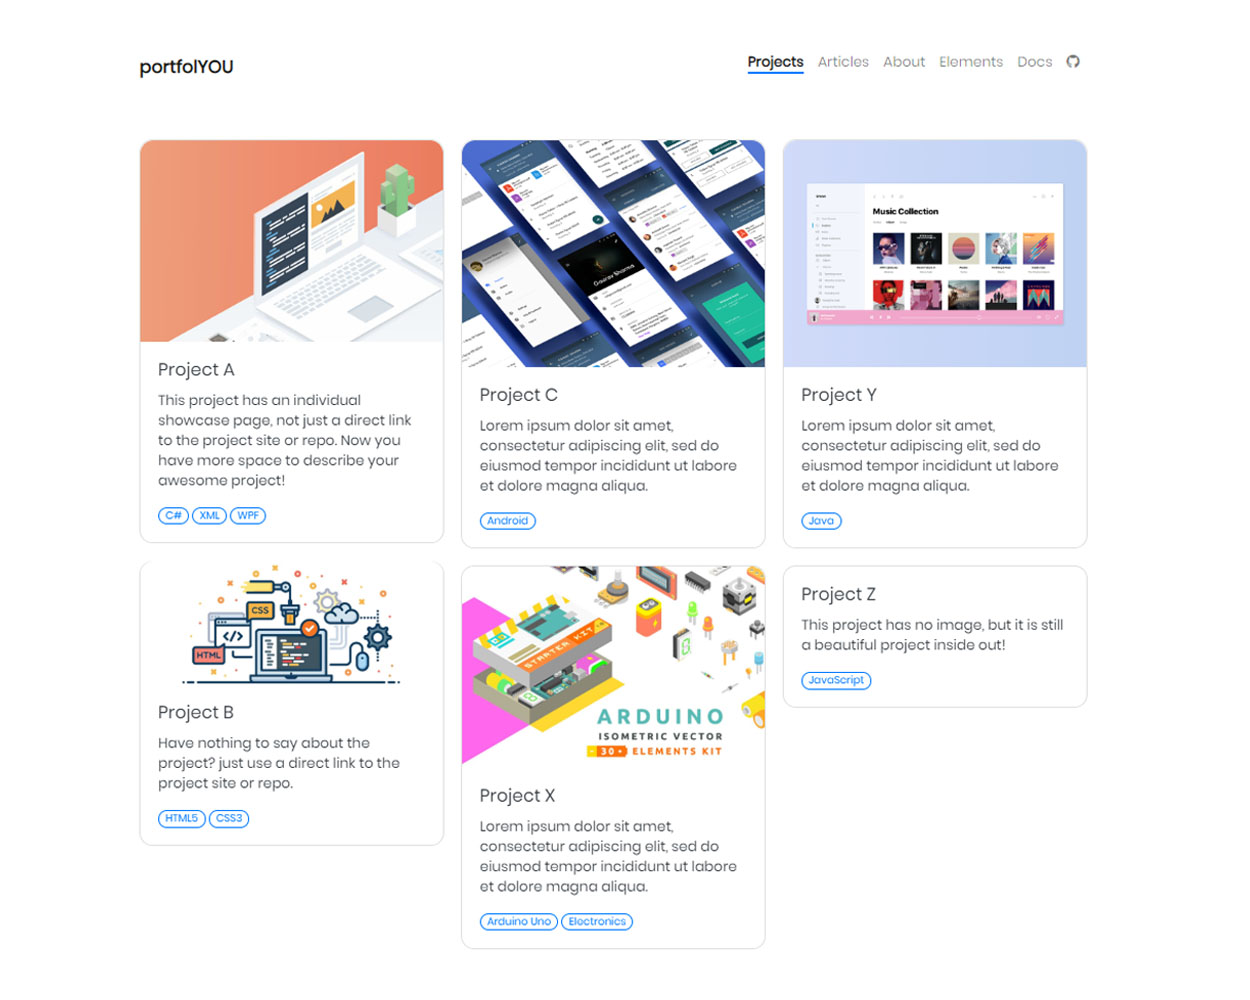 portfolYOU
Projects Articles About Elements Docs
Music Collection
Gaurav Sharma
Project A
This project has an individual
showcase page, not just a direct link
to the project site or repo. Now you
have more space to describe your
awesome project!
C# XML WPF
Project C
Lorem ipsum dolor sit amet,
consectetur adipiscing elit, sed do
eiusmod tempor incididunt ut labore
et dolore magna aliqua.
Android
Project Y
Lorem ipsum dolor sit amet,
consectetur adipiscing elit, sed do
eiusmod tempor incididunt ut labore
et dolore magna aliqua.
Java
CSS
</>
HTML
Project B
Have nothing to say about the
project? just use a direct link to the
project site or repo.
HTML5 CSS3
STARTER KIT
ARDUINO
ISOMETRIC VECTOR
30+ ELEMENTS KIT
Project X
Lorem ipsum dolor sit amet,
consectetur adipiscing elit, sed do
eiusmod tempor incididunt ut labore
et dolore magna aliqua.
Arduino Uno Electronics
Project Z
This project has no image, but it is still
a beautiful project inside out!
JavaScript